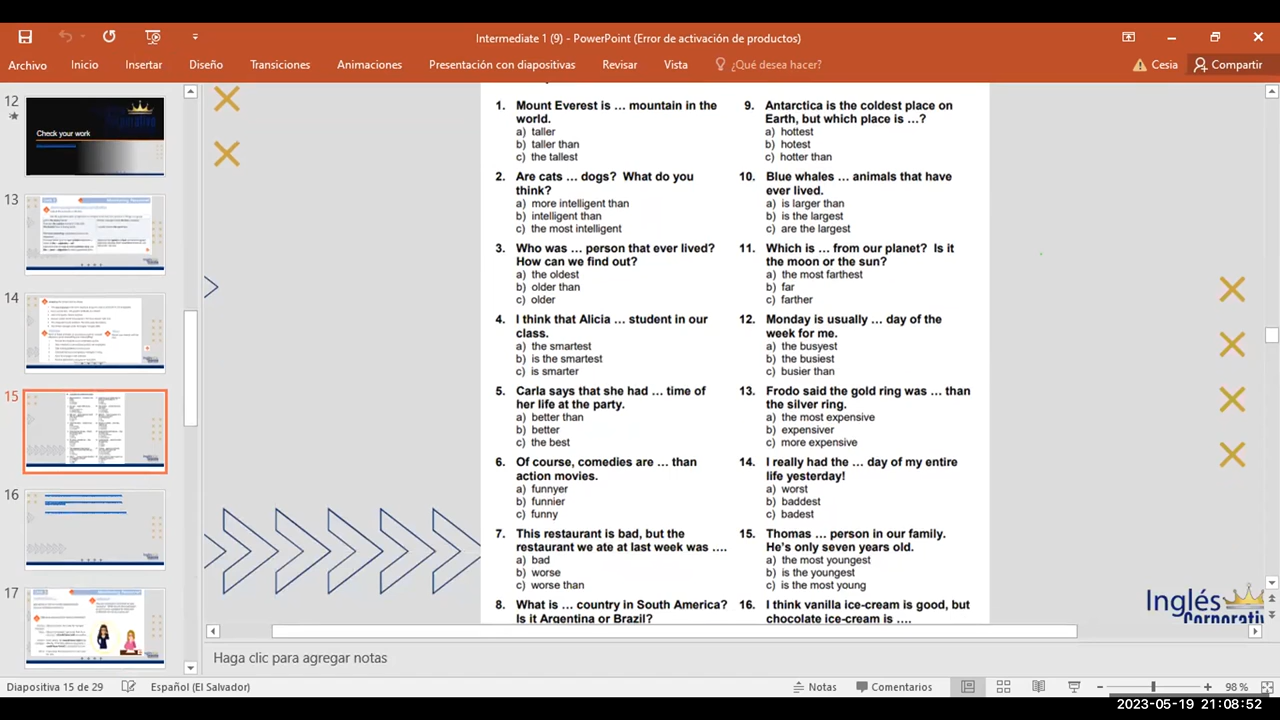 Intermediate 1 (9) - PowerPoint (Error de activación de productos)
Archivo Inicio Insertar Diseño Transiciones Animaciones Presentación con diapositivas Revisar Vista ¿Qué desea hacer? Cesia Compartir
12
Check your work
13
14
15
16
17
1. Mount Everest is … mountain in the
world.
a) taller
b) taller than
c) the tallest
2. Are cats … dogs? What do you
think?
a) more intelligent than
b) intelligent than
c) the most intelligent
3. Who was … person that ever lived?
How can we find out?
a) the oldest
b) older than
c) older
4. I think that Alicia … student in our
class.
a) the smartest
b) is the smartest
c) is smarter
5. Carla says that she had … time of
her life at the party.
a) better than
b) better
c) the best
6. Of course, comedies are … than
action movies.
a) funnyer
b) funnier
c) funny
7. This restaurant is bad, but the
restaurant we ate at last week was ….
a) bad
b) worse
c) worse than
8. What is … country in South America?
Is it Argentina or Brazil?
9. Antarctica is the coldest place on
Earth, but which place is …?
a) hottest
b) hotest
c) hotter than
10. Blue whales … animals that have
ever lived.
a) is larger than
b) is the largest
c) are the largest
11. Which is … from our planet? Is it
the moon or the sun?
a) the most farthest
b) far
c) farther
12. Monday is usually … day of the
week for me.
a) the busyest
b) the busiest
c) busier than
13. Frodo said the gold ring was … than
the silver ring.
a) the most expensive
b) expensiver
c) more expensive
14. I really had the … day of my entire
life yesterday!
a) worst
b) baddest
c) badest
15. Thomas … person in our family.
He's only seven years old.
a) the most youngest
b) is the youngest
c) is the most young
16. I think vanilla ice-cream is good, but
chocolate ice-cream is ….
Inglés
Corporativo
Haga clic para agregar notas
Diapositiva 15 de 29 Español (El Salvador) Notas Comentarios 98 %
2023-05-19 21:08:52